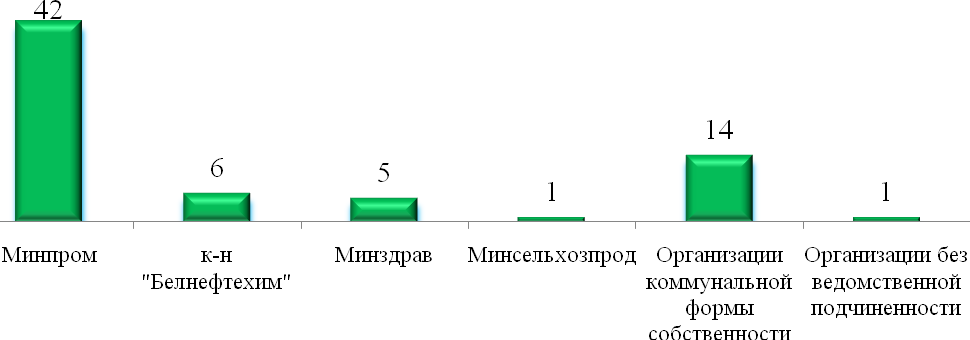 42
6
5
1
14
1
Минпром
к-н
"Белнефтехим"
Минздрав
Минсельхозпрод
Организации
коммунальной
формы
собственности
Организации без
ведомственной
подчиненности